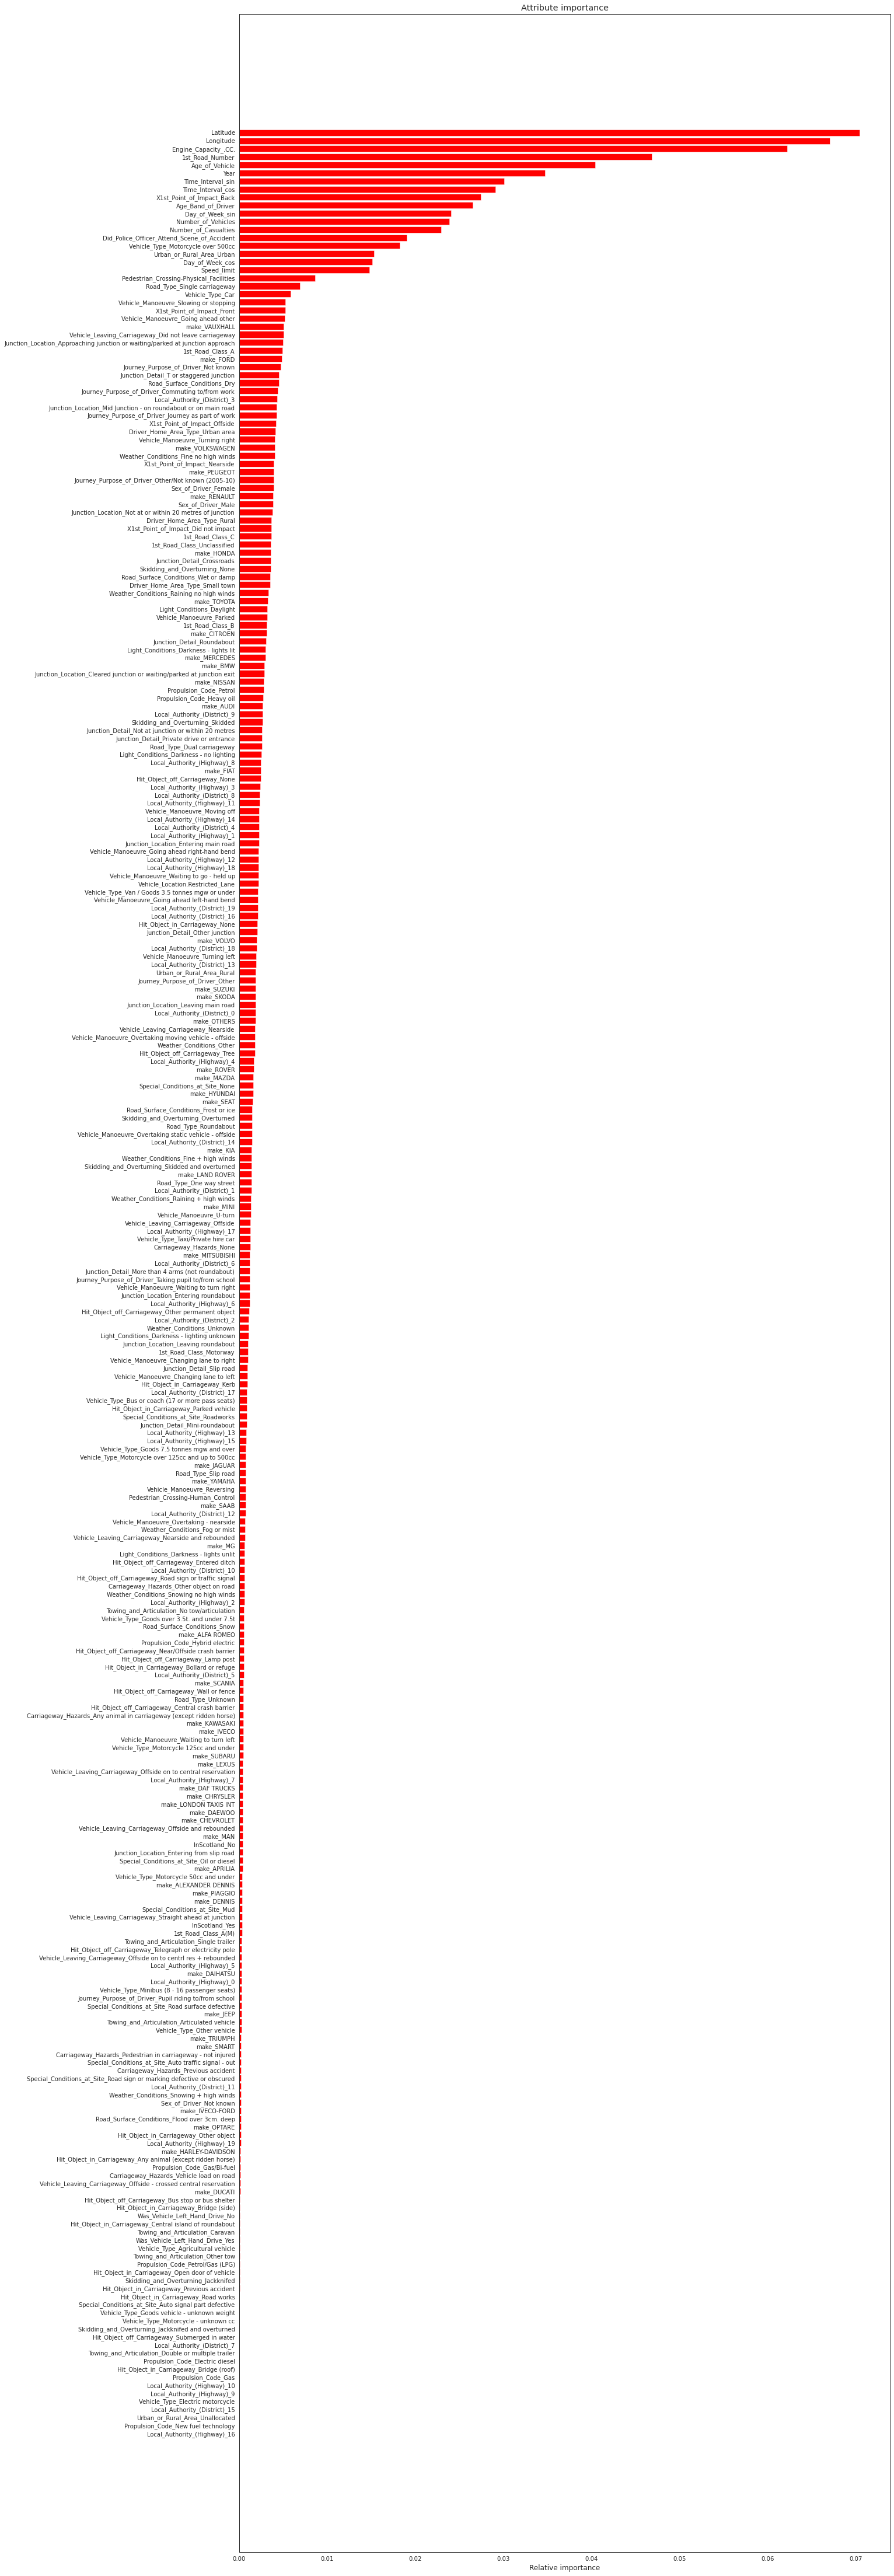 Attribute importance
Latitude
Longitude
Engine_Capacity_.CC.
1st_Road_Number
Age_of_Vehicle
Year
Time_Interval_sin
Time_Interval_cos
X1st_Point_of_Impact_Back
Age_Band_of_Driver
Day_of_Week_sin
Number_of_Vehicles
Number_of_Casualties
Did_Police_Officer_Attend_Scene_of_Accident
Vehicle_Type_Motorcycle over 500cc
Urban_or_Rural_Area_Urban
Day_of_Week_cos
Speed_limit
Pedestrian_Crossing-Physical_Facilities
Road_Type_Single carriageway
Vehicle_Type_Car
Vehicle_Manoeuvre_Slowing or stopping
X1st_Point_of_Impact_Front
Vehicle_Manoeuvre_Going ahead other
make_VAUXHALL
Vehicle_Leaving_Carriageway_Did not leave carriageway
Junction_Location_Approaching junction or waiting/parked at junction approach
1st_Road_Class_A
make_FORD
Journey_Purpose_of_Driver_Not known
Junction_Detail_T or staggered junction
Road_Surface_Conditions_Dry
Journey_Purpose_of_Driver_Commuting to/from work
Local_Authority_(District)_3
Junction_Location_Mid Junction - on roundabout or on main road
Journey_Purpose_of_Driver_Journey as part of work
X1st_Point_of_Impact_Offside
Driver_Home_Area_Type_Urban area
Vehicle_Manoeuvre_Turning right
make_VOLKSWAGEN
Weather_Conditions_Fine no high winds
X1st_Point_of_Impact_Nearside
make_PEUGEOT
Journey_Purpose_of_Driver_Other/Not known (2005-10)
Sex_of_Driver_Female
make_RENAULT
Sex_of_Driver_Male
Junction_Location_Not at or within 20 metres of junction
Driver_Home_Area_Type_Rural
X1st_Point_of_Impact_Did not impact
1st_Road_Class_C
1st_Road_Class_Unclassified
make_HONDA
Junction_Detail_Crossroads
Skidding_and_Overturning_None
Road_Surface_Conditions_Wet or damp
Driver_Home_Area_Type_Small town
Weather_Conditions_Raining no high winds
make_TOYOTA
Light_Conditions_Daylight
Vehicle_Manoeuvre_Parked
1st_Road_Class_B
make_CITROEN
Junction_Detail_Roundabout
Light_Conditions_Darkness - lights lit
make_MERCEDES
make_BMW
Junction_Location_Cleared junction or waiting/parked at junction exit
make_NISSAN
Propulsion_Code_Petrol
Propulsion_Code_Heavy oil
make_AUDI
Local_Authority_(District)_9
Skidding_and_Overturning_Skidded
Junction_Detail_Not at junction or within 20 metres
Junction_Detail_Private drive or entrance
Road_Type_Dual carriageway
Light_Conditions_Darkness - no lighting
Local_Authority_(Highway)_8
make_FIAT
Hit_Object_off_Carriageway_None
Local_Authority_(Highway)_3
Local_Authority_(District)_8
Local_Authority_(Highway)_11
Vehicle_Manoeuvre_Moving off
Local_Authority_(Highway)_14
Local_Authority_(District)_4
Local_Authority_(Highway)_1
Junction_Location_Entering main road
Vehicle_Manoeuvre_Going ahead right-hand bend
Local_Authority_(Highway)_12
Local_Authority_(Highway)_18
Vehicle_Manoeuvre_Waiting to go - held up
Vehicle_Location.Restricted_Lane
Vehicle_Type_Van / Goods 3.5 tonnes mgw or under
Vehicle_Manoeuvre_Going ahead left-hand bend
Local_Authority_(District)_19
Local_Authority_(District)_16
Hit_Object_in_Carriageway_None
Junction_Detail_Other junction
make_VOLVO
Local_Authority_(District)_18
Vehicle_Manoeuvre_Turning left
Local_Authority_(District)_13
Urban_or_Rural_Area_Rural
Journey_Purpose_of_Driver_Other
make_SUZUKI
make_SKODA
Junction_Location_Leaving main road
Local_Authority_(District)_0
make_OTHERS
Vehicle_Leaving_Carriageway_Nearside
Vehicle_Manoeuvre_Overtaking moving vehicle - offside
Weather_Conditions_Other
Hit_Object_off_Carriageway_Tree
Local_Authority_(Highway)_4
make_ROVER
make_MAZDA
Special_Conditions_at_Site_None
make_HYUNDAI
make_SEAT
Road_Surface_Conditions_Frost or ice
Skidding_and_Overturning_Overturned
Road_Type_Roundabout
Vehicle_Manoeuvre_Overtaking static vehicle - offside
Local_Authority_(District)_14
make_KIA
Weather_Conditions_Fine + high winds
Skidding_and_Overturning_Skidded and overturned
make_LAND ROVER
Road_Type_One way street
Local_Authority_(District)_1
Weather_Conditions_Raining + high winds
make_MINI
Vehicle_Manoeuvre_U-turn
Vehicle_Leaving_Carriageway_Offside
Local_Authority_(Highway)_17
Vehicle_Type_Taxi/Private hire car
Carriageway_Hazards_None
make_MITSUBISHI
Local_Authority_(District)_6
Junction_Detail_More than 4 arms (not roundabout)
Journey_Purpose_of_Driver_Taking pupil to/from school
Vehicle_Manoeuvre_Waiting to turn right
Junction_Location_Entering roundabout
Local_Authority_(Highway)_6
Hit_Object_off_Carriageway_Other permanent object
Local_Authority_(District)_2
Weather_Conditions_Unknown
Light_Conditions_Darkness - lighting unknown
Junction_Location_Leaving roundabout
1st_Road_Class_Motorway
Vehicle_Manoeuvre_Changing lane to right
Junction_Detail_Slip road
Vehicle_Manoeuvre_Changing lane to left
Hit_Object_in_Carriageway_Kerb
Local_Authority_(District)_17
Vehicle_Type_Bus or coach (17 or more pass seats)
Hit_Object_in_Carriageway_Parked vehicle
Special_Conditions_at_Site_Roadworks
Junction_Detail_Mini-roundabout
Local_Authority_(Highway)_13
Local_Authority_(Highway)_15
Vehicle_Type_Goods 7.5 tonnes mgw and over
Vehicle_Type_Motorcycle over 125cc and up to 500cc
make_JAGUAR
Road_Type_Slip road
make_YAMAHA
Vehicle_Manoeuvre_Reversing
Pedestrian_Crossing-Human_Control
make_SAAB
Local_Authority_(District)_12
Vehicle_Manoeuvre_Overtaking - nearside
Weather_Conditions_Fog or mist
Vehicle_Leaving_Carriageway_Nearside and rebounded
make_MG
Light_Conditions_Darkness - lights unlit
Hit_Object_off_Carriageway_Entered ditch
Local_Authority_(District)_10
Hit_Object_off_Carriageway_Road sign or traffic signal
Carriageway_Hazards_Other object on road
Weather_Conditions_Snowing no high winds
Local_Authority_(Highway)_2
Towing_and_Articulation_No tow/articulation
Vehicle_Type_Goods over 3.5t. and under 7.5t
Road_Surface_Conditions_Snow
make_ALFA ROMEO
Propulsion_Code_Hybrid electric
Hit_Object_off_Carriageway_Near/Offside crash barrier
Hit_Object_off_Carriageway_Lamp post
Hit_Object_in_Carriageway_Bollard or refuge
Local_Authority_(District)_5
make_SCANIA
Hit_Object_off_Carriageway_Wall or fence
Road_Type_Unknown
Hit_Object_off_Carriageway_Central crash barrier
Carriageway_Hazards_Any animal in carriageway (except ridden horse)
make_KAWASAKI
make_IVECO
Vehicle_Manoeuvre_Waiting to turn left
Vehicle_Type_Motorcycle 125cc and under
make_SUBARU
make_LEXUS
Vehicle_Leaving_Carriageway_Offside on to central reservation
Local_Authority_(Highway)_7
make_DAF TRUCKS
make_CHRYSLER
make_LONDON TAXIS INT
make_DAEWOO
make_CHEVROLET
Vehicle_Leaving_Carriageway_Offside and rebounded
make_MAN
InScotland_No
Junction_Location_Entering from slip road
Special_Conditions_at_Site_Oil or diesel
make_APRILIA
Vehicle_Type_Motorcycle 50cc and under
make_ALEXANDER DENNIS
make_PIAGGIO
make_DENNIS
Special_Conditions_at_Site_Mud
Vehicle_Leaving_Carriageway_Straight ahead at junction
InScotland_Yes
1st_Road_Class_A(M)
Towing_and_Articulation_Single trailer
Hit_Object_off_Carriageway_Telegraph or electricity pole
Vehicle_Leaving_Carriageway_Offside on to centrl res + rebounded
Local_Authority_(Highway)_5
make_DAIHATSU
Local_Authority_(Highway)_0
Vehicle_Type_Minibus (8 - 16 passenger seats)
Journey_Purpose_of_Driver_Pupil riding to/from school
Special_Conditions_at_Site_Road surface defective
make_JEEP
Towing_and_Articulation_Articulated vehicle
Vehicle_Type_Other vehicle
make_TRIUMPH
make_SMART
Carriageway_Hazards_Pedestrian in carriageway - not injured
Special_Conditions_at_Site_Auto traffic signal - out
Carriageway_Hazards_Previous accident
Special_Conditions_at_Site_Road sign or marking defective or obscured
Local_Authority_(District)_11
Weather_Conditions_Snowing + high winds
Sex_of_Driver_Not known
make_IVECO-FORD
Road_Surface_Conditions_Flood over 3cm. deep
make_OPTARE
Hit_Object_in_Carriageway_Other object
Local_Authority_(Highway)_19
make_HARLEY-DAVIDSON
Hit_Object_in_Carriageway_Any animal (except ridden horse)
Propulsion_Code_Gas/Bi-fuel
Carriageway_Hazards_Vehicle load on road
Vehicle_Leaving_Carriageway_Offside - crossed central reservation
make_DUCATI
Hit_Object_off_Carriageway_Bus stop or bus shelter
Hit_Object_in_Carriageway_Bridge (side)
Was_Vehicle_Left_Hand_Drive_No
Hit_Object_in_Carriageway_Central island of roundabout
Towing_and_Articulation_Caravan
Was_Vehicle_Left_Hand_Drive_Yes
Vehicle_Type_Agricultural vehicle
Towing_and_Articulation_Other tow
Propulsion_Code_Petrol/Gas (LPG)
Hit_Object_in_Carriageway_Open door of vehicle
Skidding_and_Overturning_Jackknifed
Hit_Object_in_Carriageway_Previous accident
Hit_Object_in_Carriageway_Road works
Special_Conditions_at_Site_Auto signal part defective
Vehicle_Type_Goods vehicle - unknown weight
Vehicle_Type_Motorcycle - unknown cc
Skidding_and_Overturning_Jackknifed and overturned
Hit_Object_off_Carriageway_Submerged in water
Local_Authority_(District)_7
Towing_and_Articulation_Double or multiple trailer
Propulsion_Code_Electric diesel
Hit_Object_in_Carriageway_Bridge (roof)
Propulsion_Code_Gas
Local_Authority_(Highway)_10
Local_Authority_(Highway)_9
Vehicle_Type_Electric motorcycle
Local_Authority_(District)_15
Urban_or_Rural_Area_Unallocated
Propulsion_Code_New fuel technology
Local_Authority_(Highway)_16
0.00 0.01 0.02 0.03 0.04 0.05 0.06 0.07
Relative importance